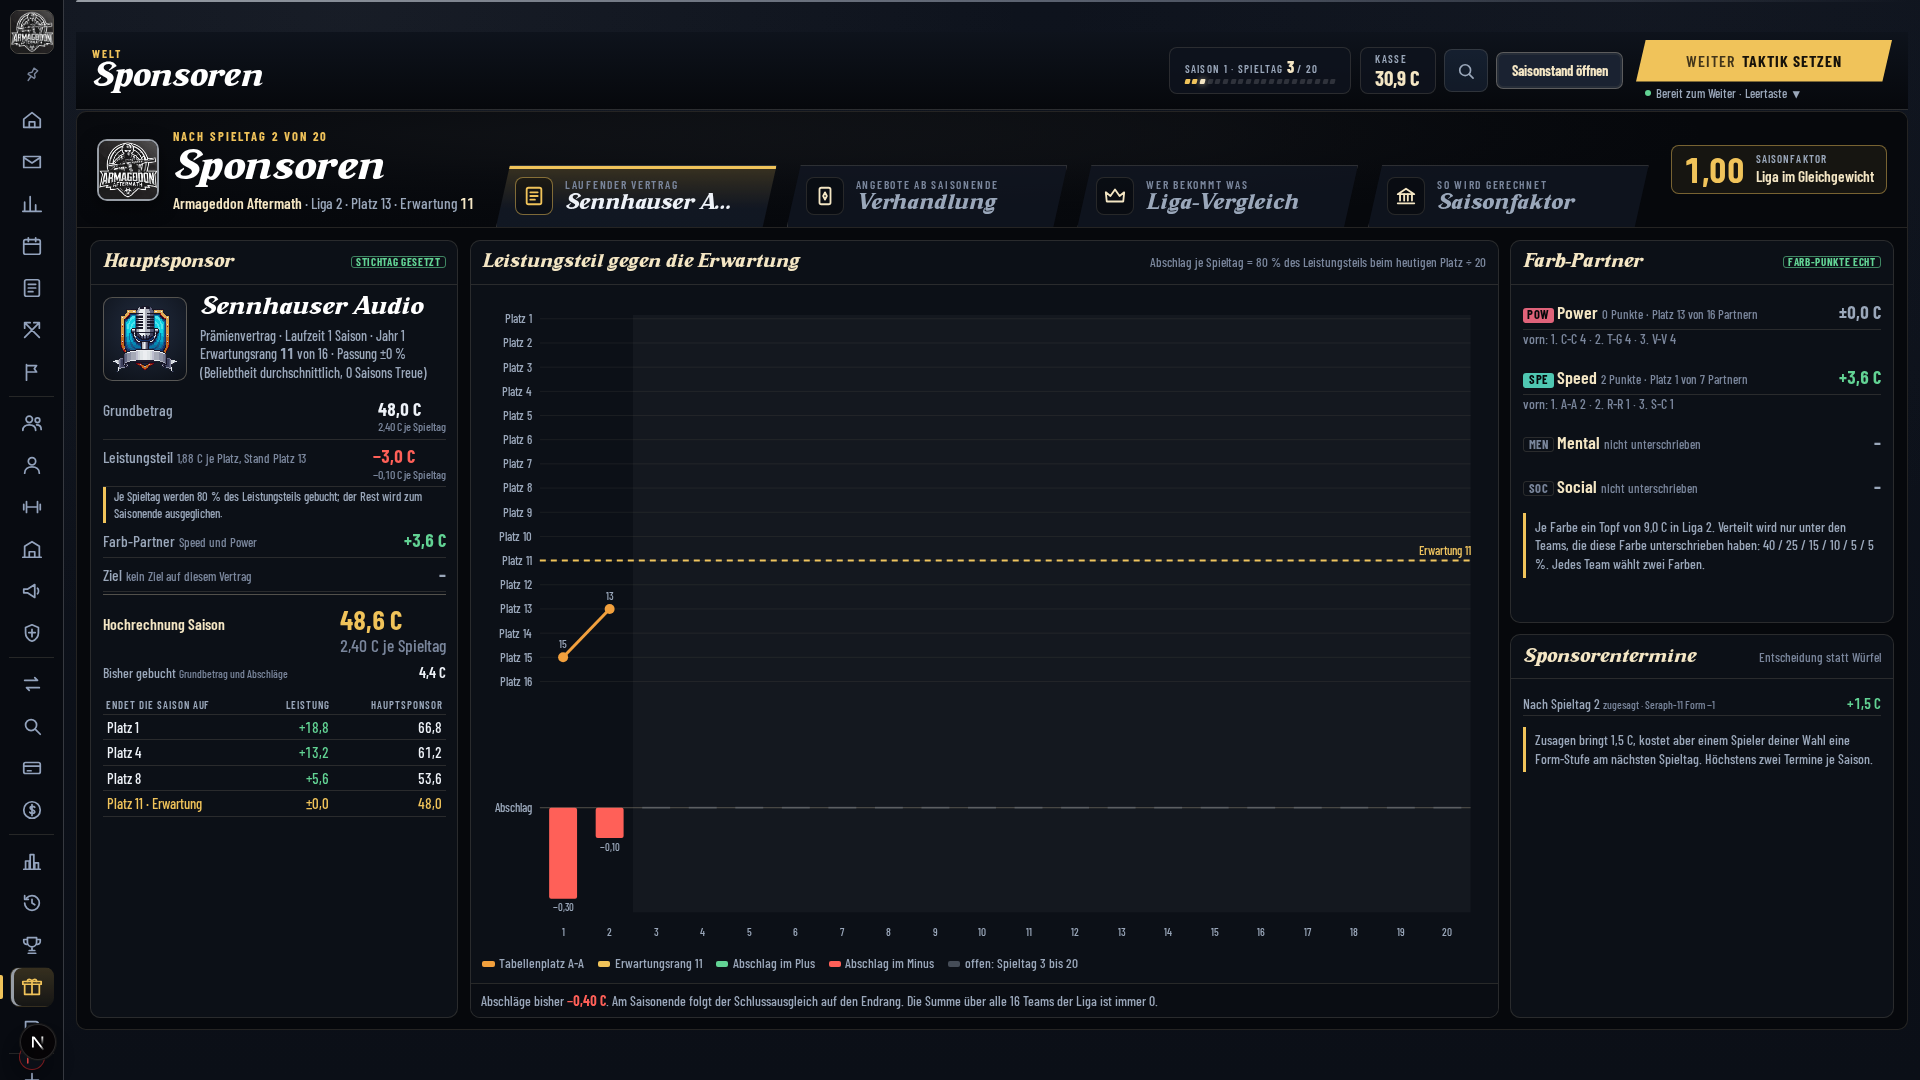 WELT
Sponsoren
SAISON 1 · SPIELTAG 3 / 20
KASSE
30,9 C
Saisonstand öffnen
WEITER TAKTIK SETZEN
Bereit zum Weiter · Leertaste ▼
NACH SPIELTAG 2 VON 20
Sponsoren
Armageddon Aftermath · Liga 2 · Platz 13 · Erwartung 11
LAUFENDER VERTRAG
Sennhauser A...
ANGEBOTE AB SAISONENDE
Verhandlung
WER BEKOMMT WAS
Liga-Vergleich
SO WIRD GERECHNET
Saisonfaktor
1,00
SAISONFAKTOR
Liga im Gleichgewicht
Hauptsponsor
STICHTAG GESETZT
Sennhauser Audio
Prämienvertrag · Laufzeit 1 Saison · Jahr 1
Erwartungsrang 11 von 16 · Passung ±0 %
(Beliebtheit durchschnittlich, 0 Saisons Treue)
Grundbetrag 48,0 C
2,40 C je Spieltag
Leistungsteil 1,88 C je Platz, Stand Platz 13 −3,0 C
−0,10 C je Spieltag
Je Spieltag werden 80 % des Leistungsteils gebucht; der Rest wird zum
Saisonende ausgeglichen.
Farb-Partner Speed und Power +3,6 C
Ziel kein Ziel auf diesem Vertrag –
Hochrechnung Saison 48,6 C
2,40 C je Spieltag
Bisher gebucht Grundbetrag und Abschläge 4,4 C
ENDET DIE SAISON AUF LEISTUNG HAUPTSPONSOR
Platz 1 +18,8 66,8
Platz 4 +13,2 61,2
Platz 8 +5,6 53,6
Platz 11 · Erwartung ±0,0 48,0
Leistungsteil gegen die Erwartung
Abschlag je Spieltag = 80 % des Leistungsteils beim heutigen Platz ÷ 20
Platz 1
Platz 2
Platz 3
Platz 4
Platz 5
Platz 6
Platz 7
Platz 8
Platz 9
Platz 10
Erwartung 11
Platz 11
Platz 12
13
Platz 13
Platz 14
15
Platz 15
Platz 16
Abschlag
−0,10
−0,30
1 2 3 4 5 6 7 8 9 10 11 12 13 14 15 16 17 18 19 20
Tabellenplatz A-A Erwartungsrang 11 Abschlag im Plus Abschlag im Minus offen: Spieltag 3 bis 20
Abschläge bisher −0,40 C. Am Saisonende folgt der Schlussausgleich auf den Endrang. Die Summe über alle 16 Teams der Liga ist immer 0.
Farb-Partner
FARB-PUNKTE ECHT
POW Power 0 Punkte · Platz 13 von 16 Partnern ±0,0 C
vorn: 1. C-C 4 · 2. T-G 4 · 3. V-V 4
SPE Speed 2 Punkte · Platz 1 von 7 Partnern +3,6 C
vorn: 1. A-A 2 · 2. R-R 1 · 3. S-C 1
MEN Mental nicht unterschrieben –
SOC Social nicht unterschrieben –
Je Farbe ein Topf von 9,0 C in Liga 2. Verteilt wird nur unter den
Teams, die diese Farbe unterschrieben haben: 40 / 25 / 15 / 10 / 5 / 5
%. Jedes Team wählt zwei Farben.
Sponsorentermine
Entscheidung statt Würfel
Nach Spieltag 2 zugesagt · Seraph-11 Form −1 +1,5 C
Zusagen bringt 1,5 C, kostet aber einem Spieler deiner Wahl eine
Form-Stufe am nächsten Spieltag. Höchstens zwei Termine je Saison.
ARMAGEDDON
AFTERMATH
N